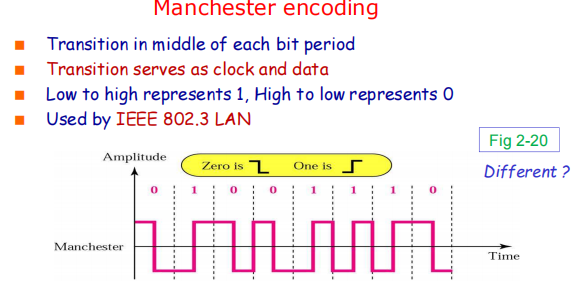 Manchester encoding
Transition in middle of each bit period
Transition serves as clock and data
Low to high represents 1, High to low represents 0
Used by IEEE 802.3 LAN
Fig 2-20
Different ?
Amplitude
Zero is One is
0 1 0 0 1 1 1 0
Manchester
Time